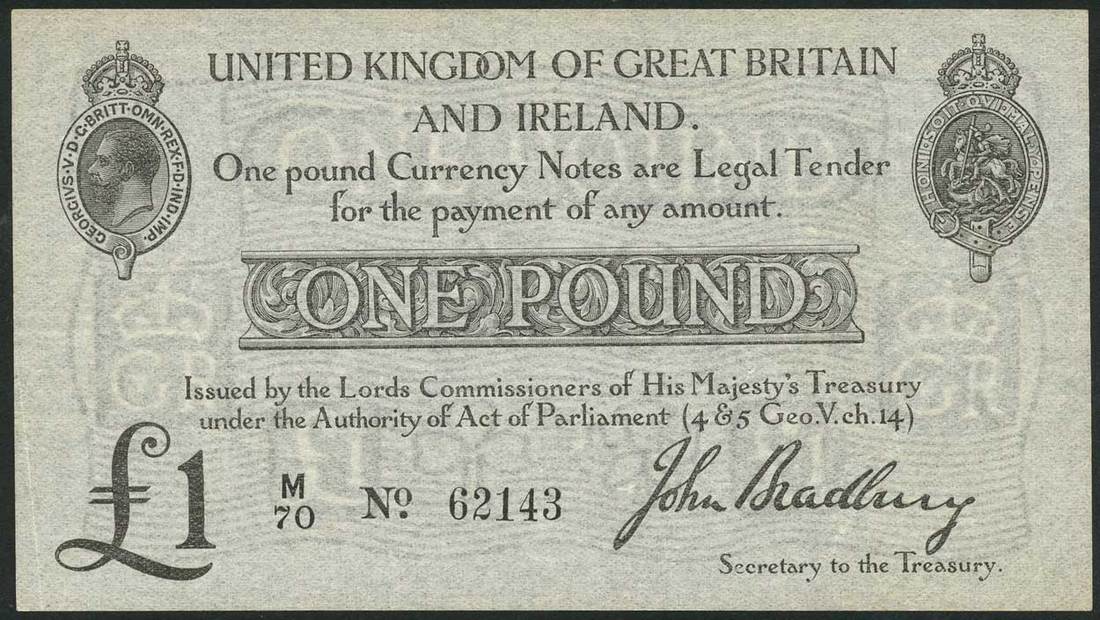 UNITED KINGDOM OF GREAT BRITAIN
AND IRELAND.
GEORGIVS·V·D·G·BRITT·OMN·REX·F·D·IND·IMP·
HONI·SOIT·QVI·MAL·Y·PENSE
One pound Currency Notes are Legal Tender
for the payment of any amount.
ONE POUND
Issued by the Lords Commissioners of His Majesty's Treasury
under the Authority of Act of Parliament (4 & 5 Geo.V.ch.14)
£1
M
70
No. 62143
John Bradbury
Secretary to the Treasury.